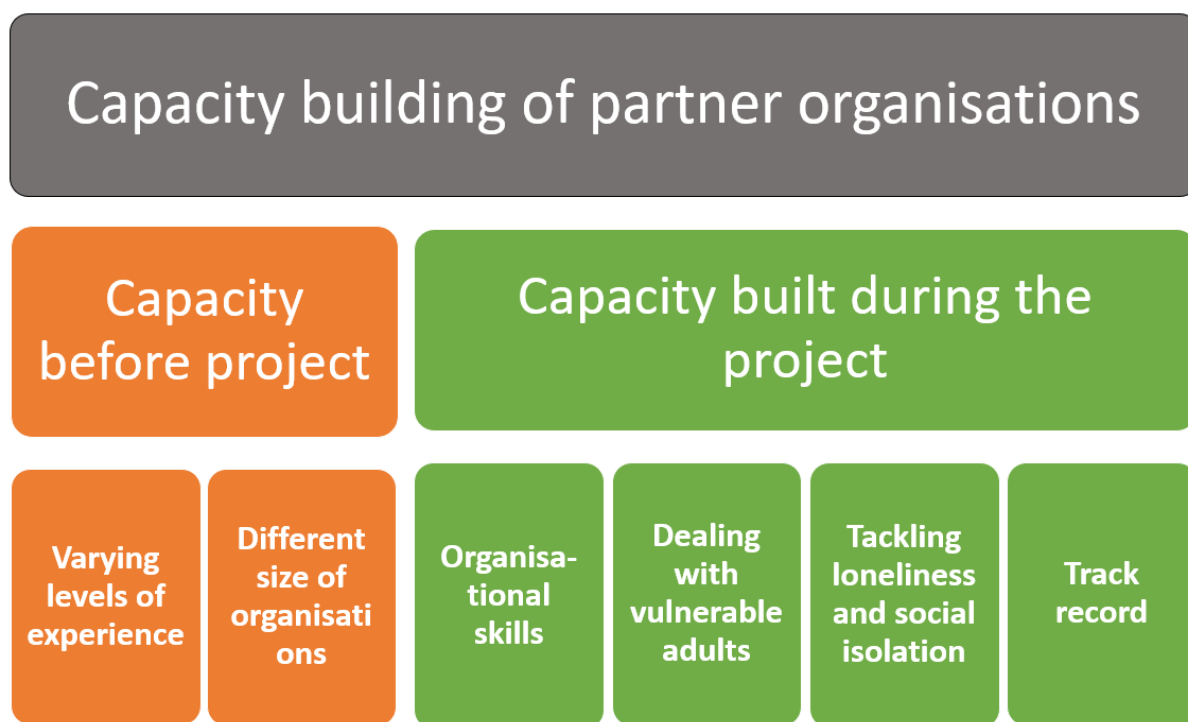 Capacity building of partner organisations
Capacity
before project
Capacity built during the
project
Varying
levels of
experience
Different
size of
organisati
ons
Organisa-
tional
skills
Dealing
with
vulnerable
adults
Tackling
loneliness
and social
isolation
Track
record